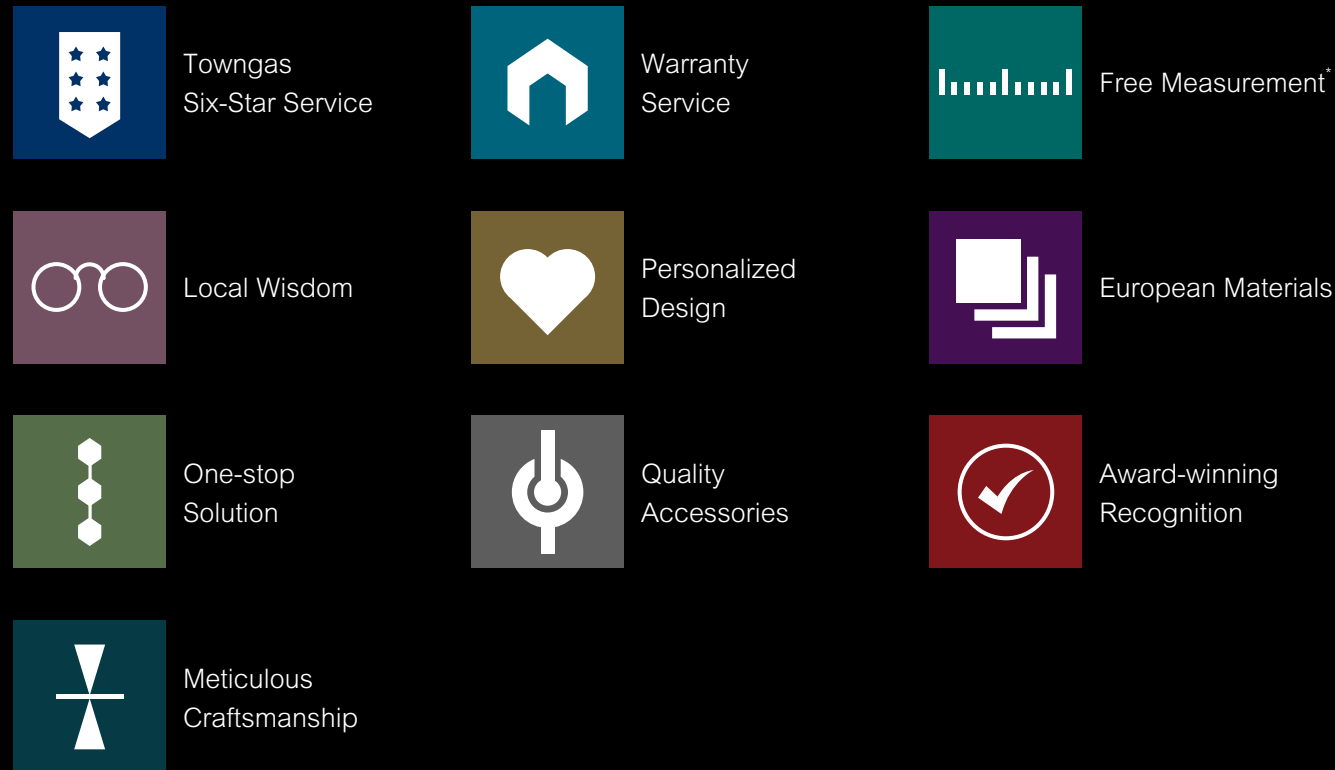 Towngas
Six-Star Service
Warranty
Service
Free Measurement*
Local Wisdom
Personalized
Design
European Materials
One-stop
Solution
Quality
Accessories
Award-winning
Recognition
Meticulous
Craftsmanship